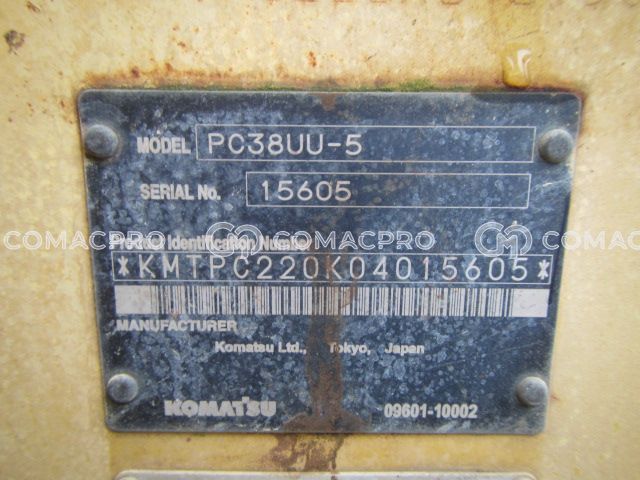 MODEL PC38UU-5
SERIAL No. 15605
Product Identification Number
COMACPRO COMACPRO
*KMTPC220K04015605*
MANUFACTURER
Komatsu Ltd., Tokyo, Japan
KOMATSU 09601-10002